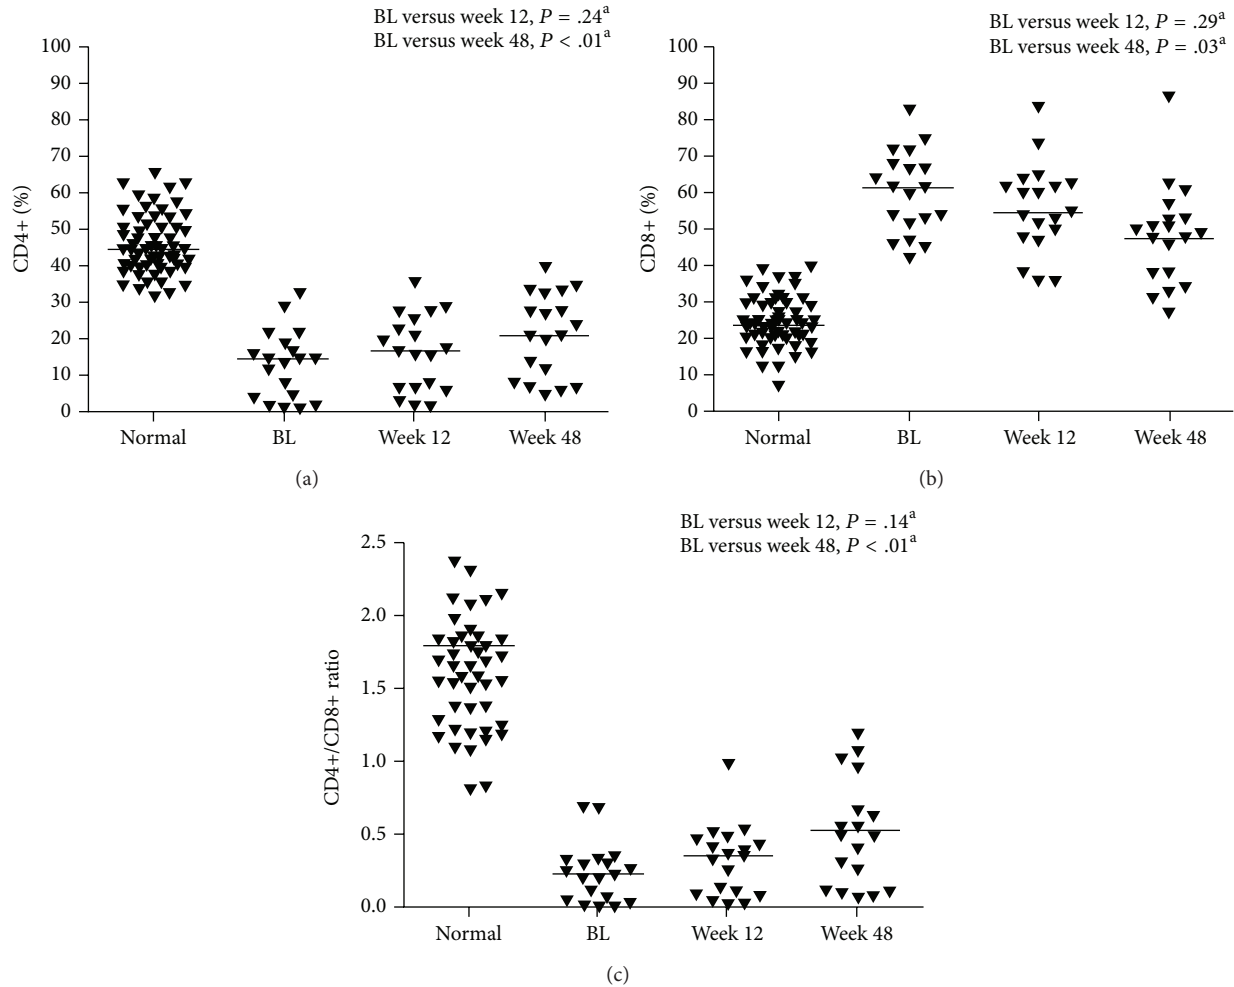 BL versus week 12, P = .24a
BL versus week 48, P < .01a
100
90
80
70
60
50
40
30
20
10
0
CD4+ (%)
Normal BL Week 12 Week 48
(a)
BL versus week 12, P = .29a
BL versus week 48, P = .03a
100
90
80
70
60
50
40
30
20
10
0
CD8+ (%)
Normal BL Week 12 Week 48
(b)
BL versus week 12, P = .14a
BL versus week 48, P < .01a
2.5
2.0
1.5
1.0
0.5
0.0
CD4+/CD8+ ratio
Normal BL Week 12 Week 48
(c)